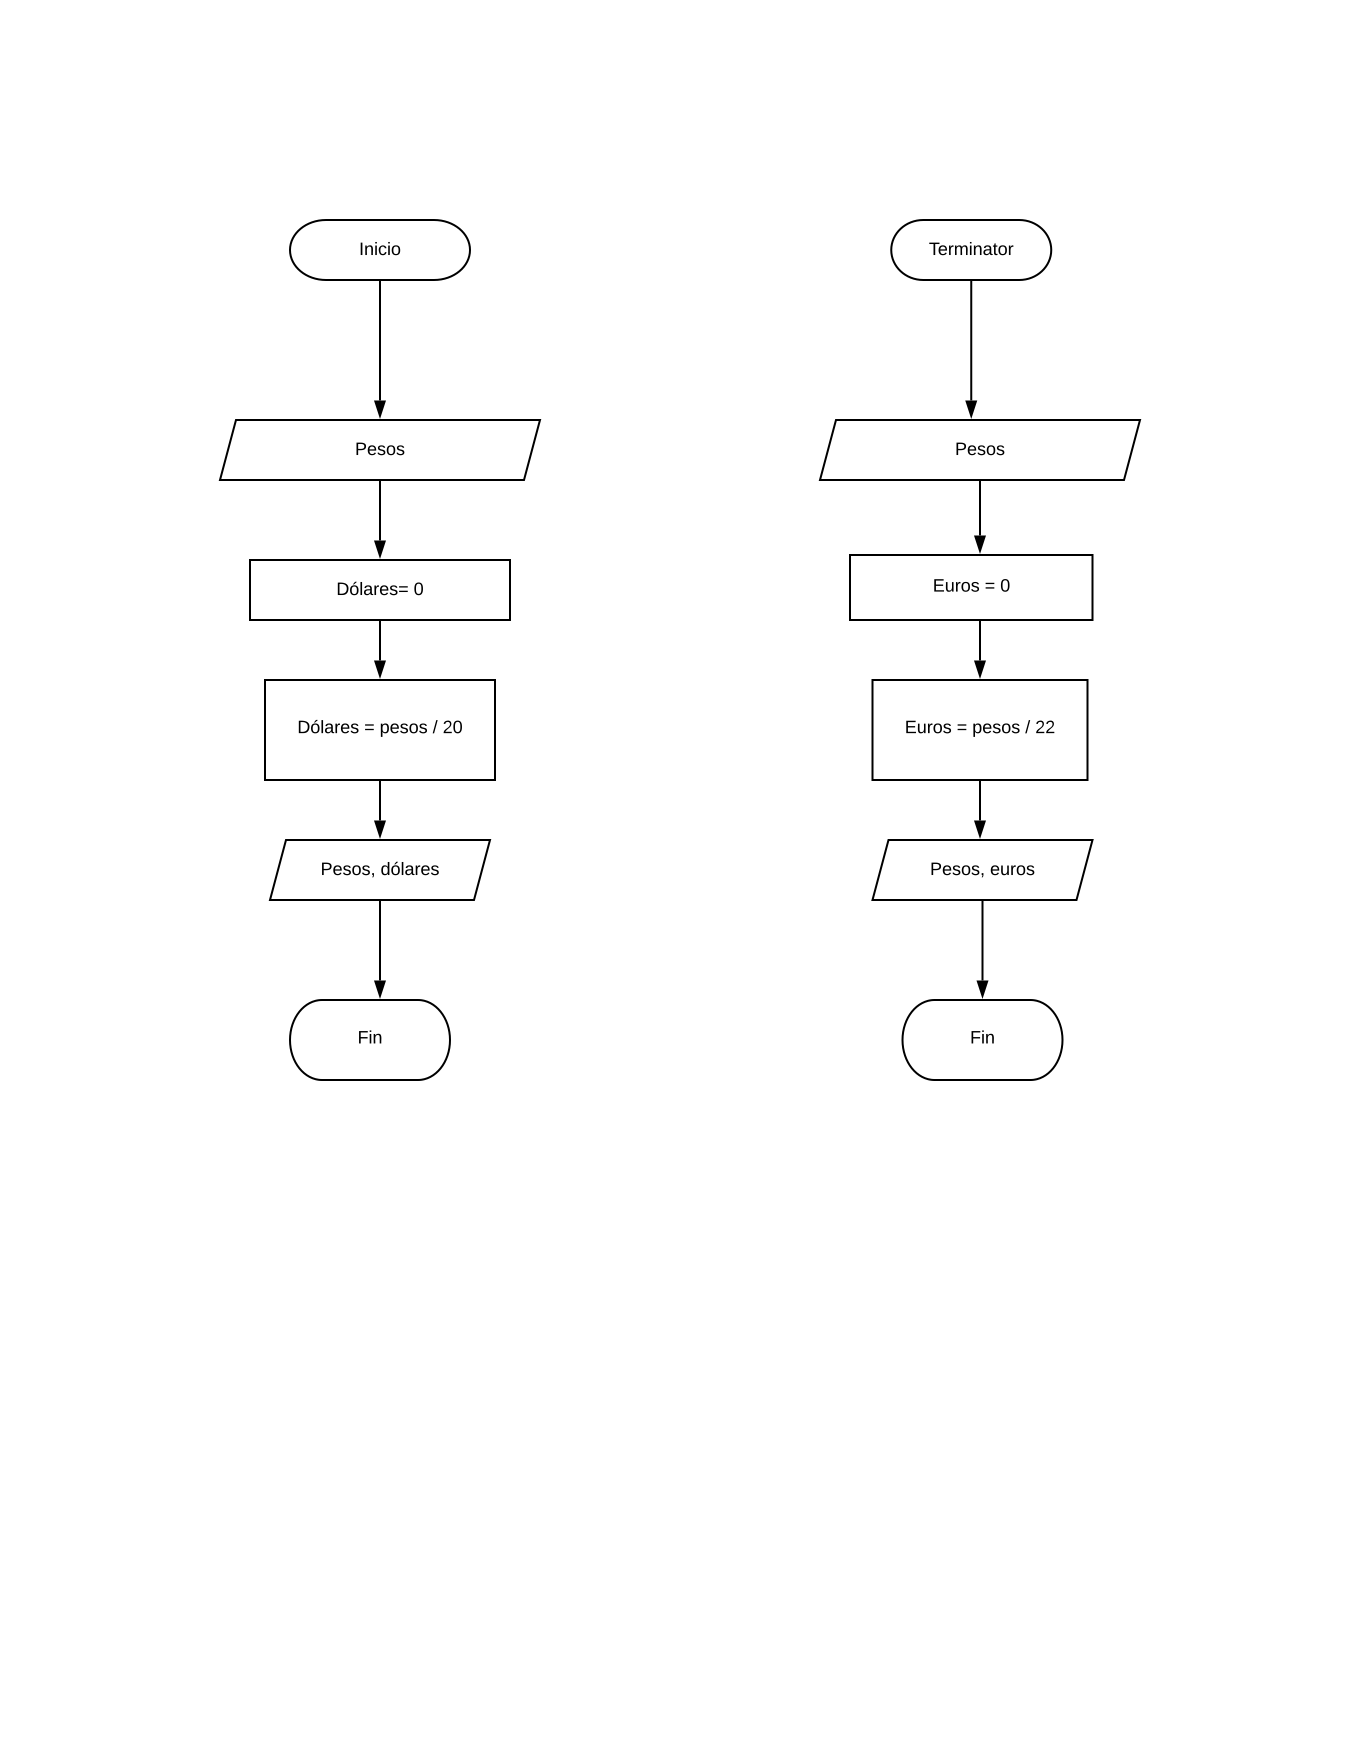 Inicio
Pesos
Dólares= 0
Dólares = pesos / 20
Pesos, dólares
Fin
Terminator
Pesos
Euros = 0
Euros = pesos / 22
Pesos, euros
Fin